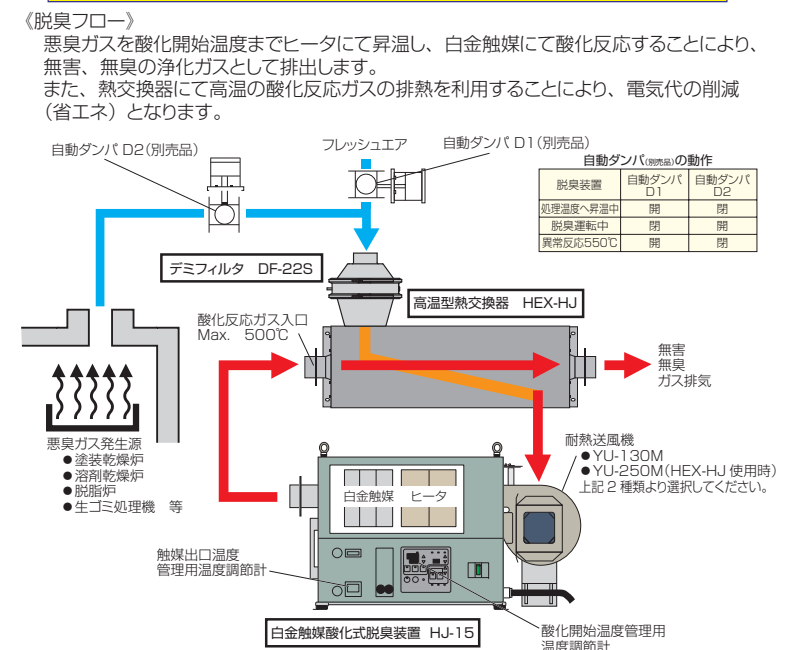 《脱臭フロー》
悪臭ガスを酸化開始温度までヒータにて昇温し、白金触媒にて酸化反応することにより、
無害、無臭の浄化ガスとして排出します。
また、熱交換器にて高温の酸化反応ガスの排熱を利用することにより、電気代の削減
（省エネ）となります。
自動ダンパ D2（別売品）
フレッシュエア
自動ダンパ D1（別売品）
自動ダンパ（別売品）の動作
脱臭装置 自動ダンパ D1 自動ダンパ D2
処理温度へ昇温中 開 閉
脱臭運転中 閉 開
異常反応550℃ 開 閉
デミフィルタ DF-22S
高温型熱交換器 HEX-HJ
酸化反応ガス入口
Max. 500℃
無害
無臭
ガス排気
悪臭ガス発生源
●塗装乾燥炉
●溶剤乾燥炉
●脱脂炉
●生ゴミ処理機 等
耐熱送風機
●YU-130M
●YU-250M（HEX-HJ 使用時）
上記 2 種類より選択してください。
白金触媒
ヒータ
触媒出口温度
管理用温度調節計
白金触媒酸化式脱臭装置 HJ-15
酸化開始温度管理用
温度調節計